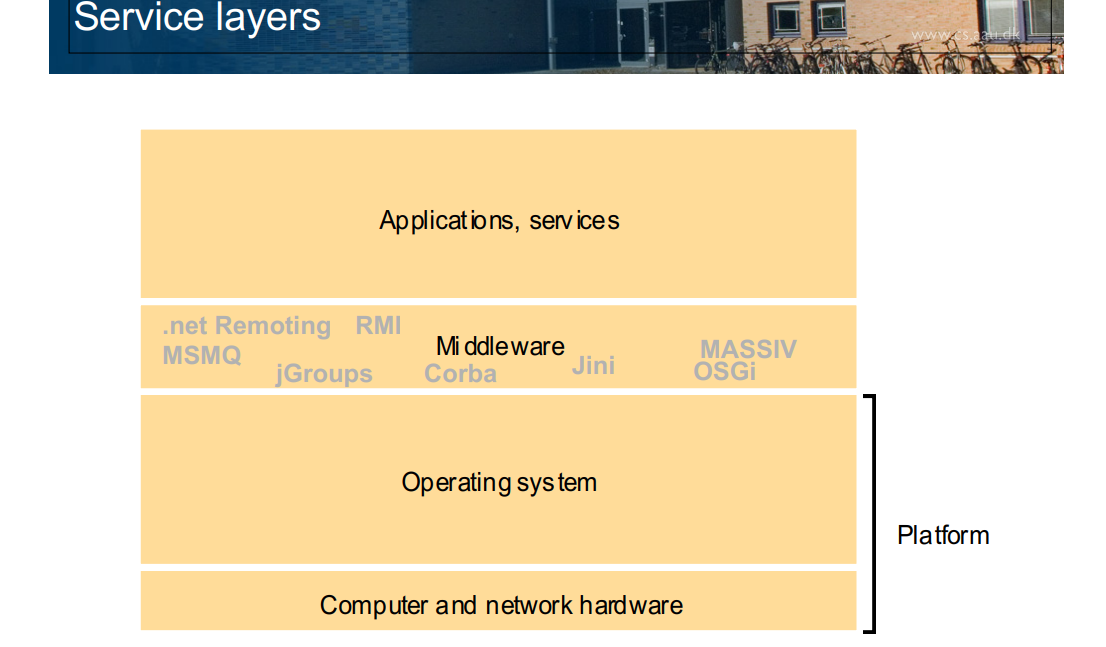 Service layers
www.cs.aau.dk
Applications, services
.net Remoting RMI
Middleware
MSMQ
MASSIV
jGroups
Corba
Jini
OSGi
Operating system
Platform
Computer and network hardware